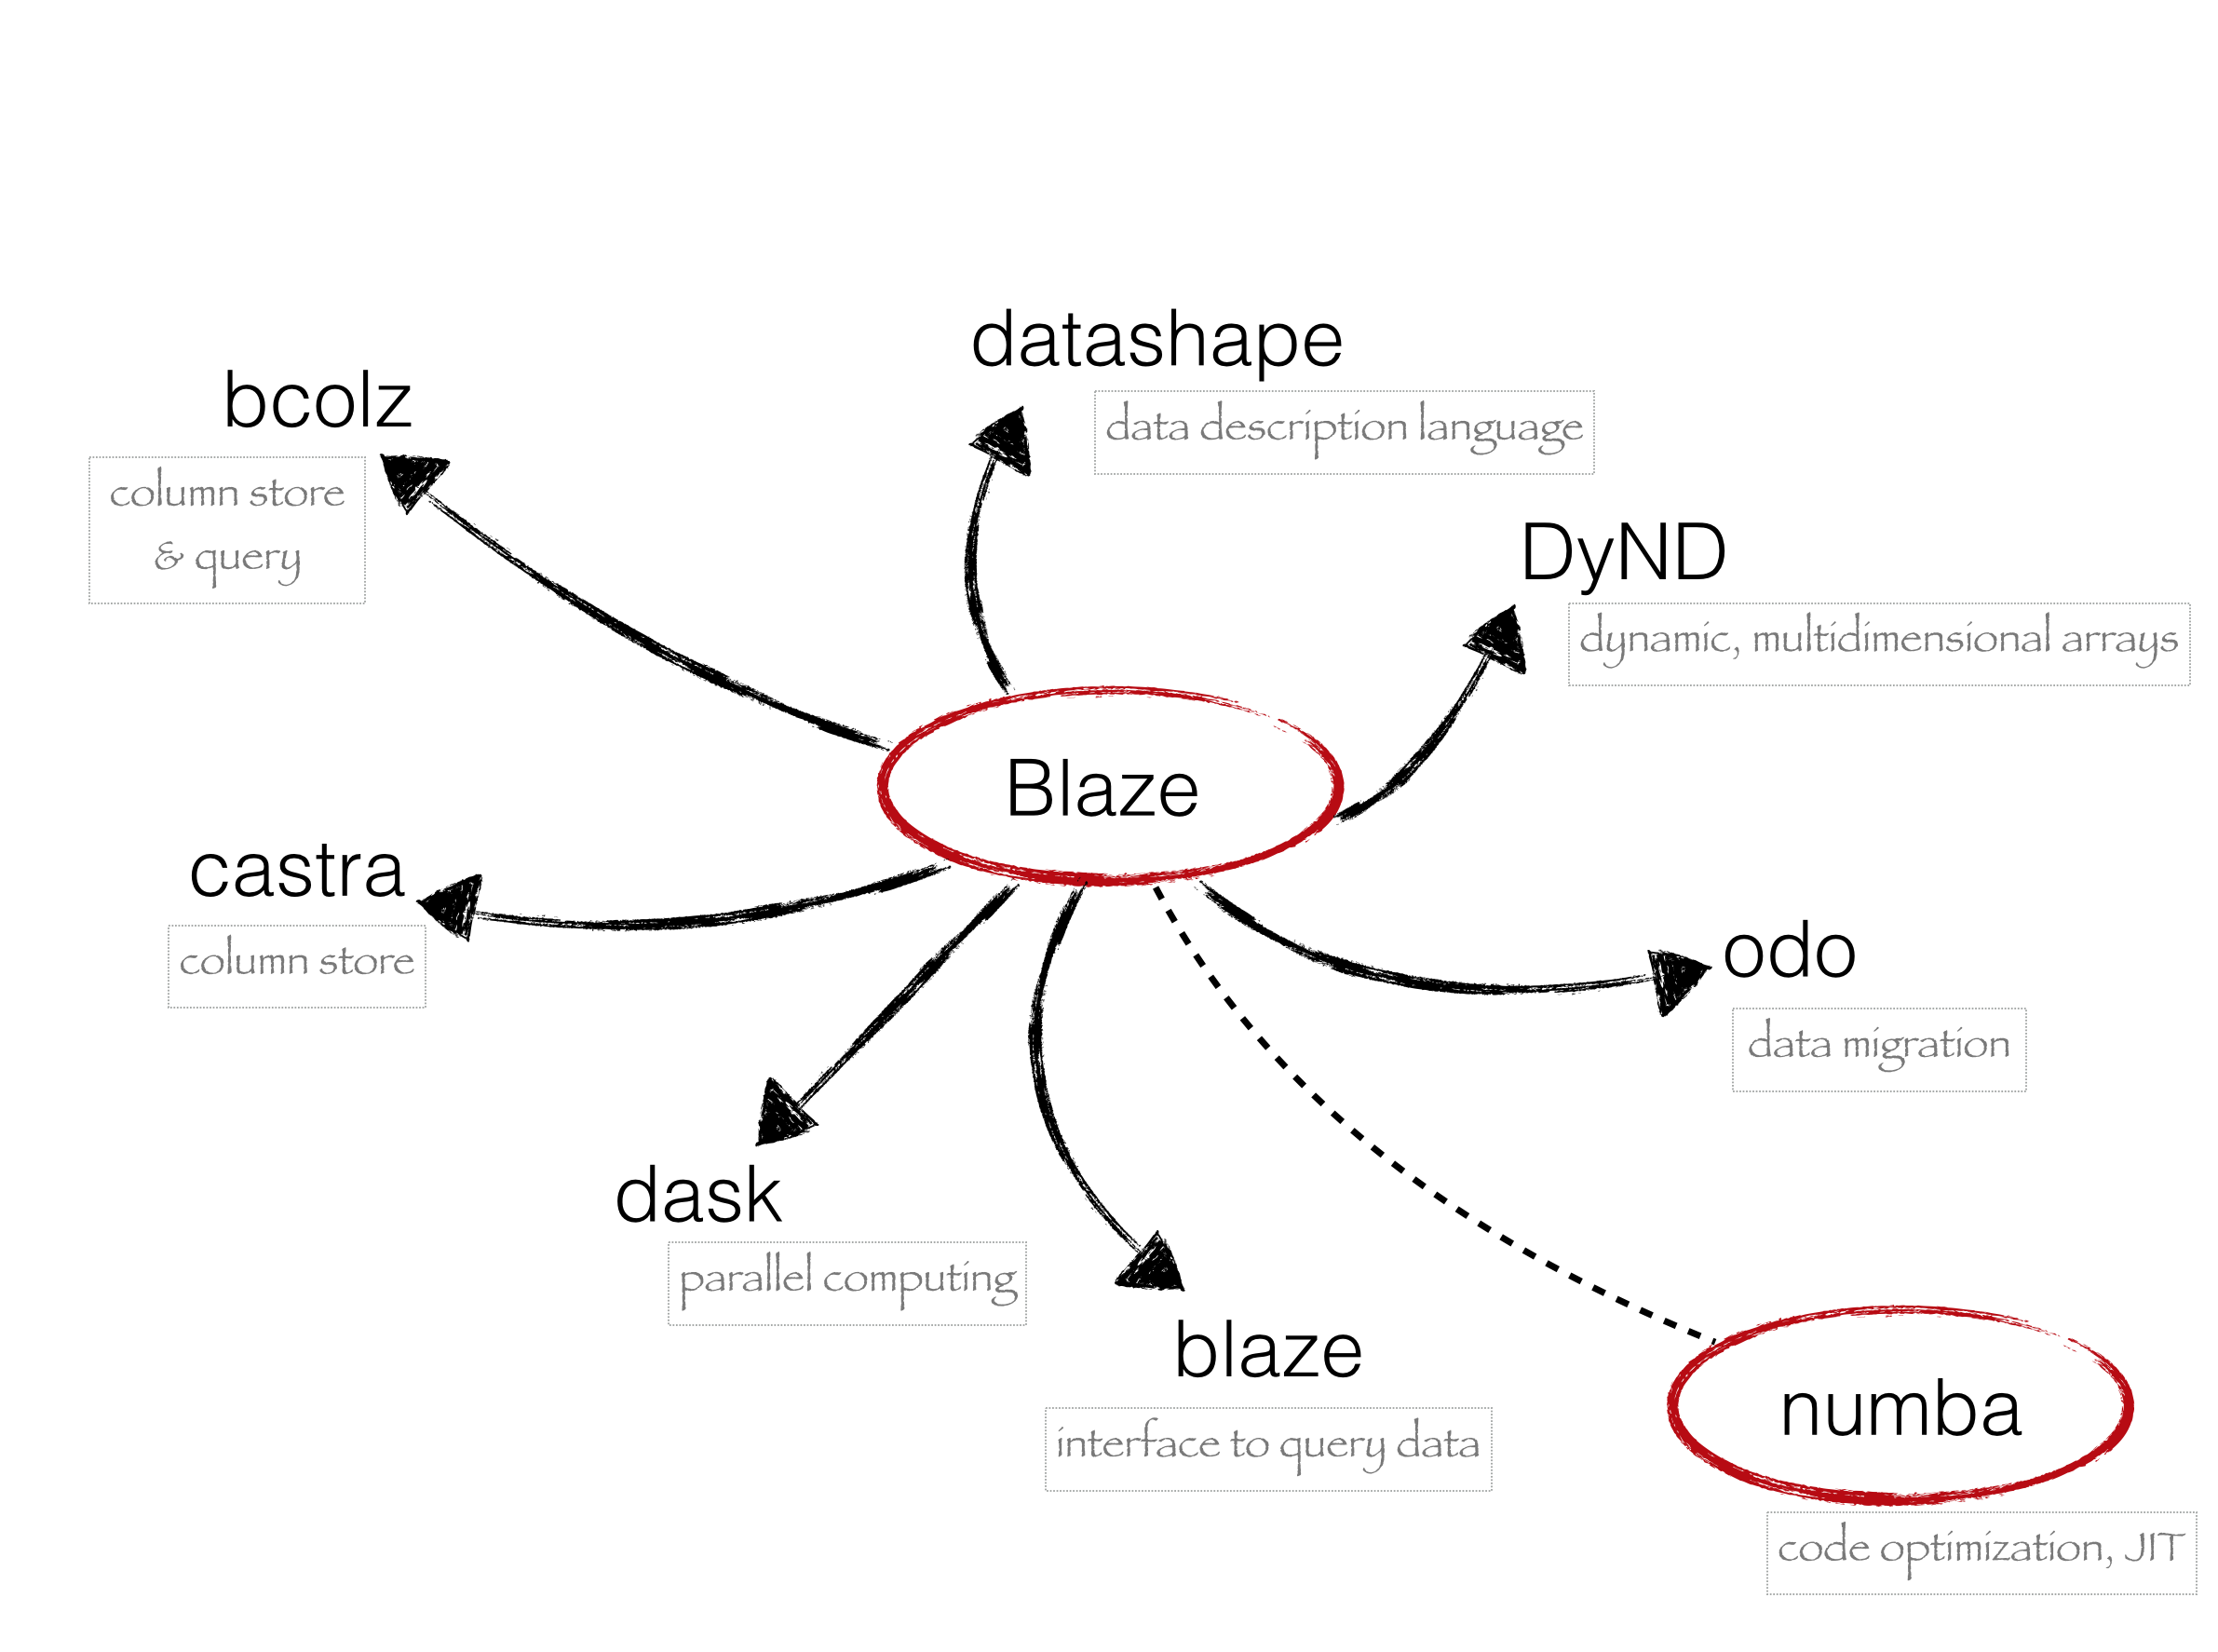 datashape
data description language
bcolz
column store
& query
DyND
dynamic, multidimensional arrays
Blaze
castra
column store
odo
data migration
dask
parallel computing
blaze
interface to query data
numba
code optimization, JIT